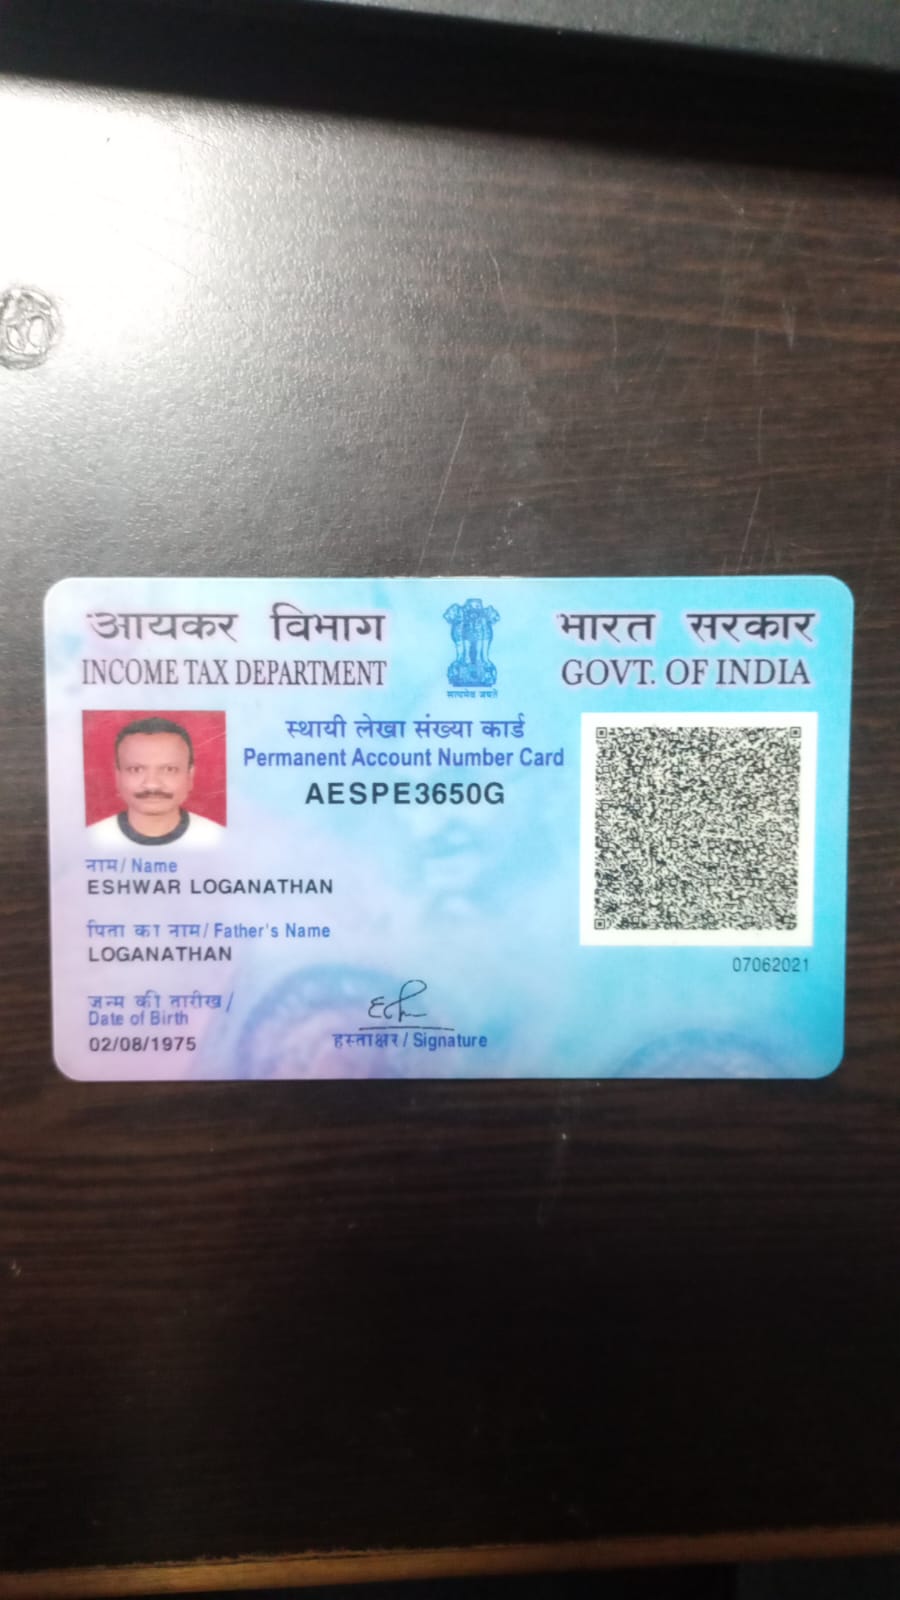 आयकर विभाग
INCOME TAX DEPARTMENT
सत्यमेव जयते
भारत सरकार
GOVT. OF INDIA
स्थायी लेखा संख्या कार्ड
Permanent Account Number Card
AESPE3650G
नाम / Name
ESHWAR LOGANATHAN
पिता का नाम / Father's Name
LOGANATHAN
जन्म की तारीख /
Date of Birth
02/08/1975
हस्ताक्षर / Signature
07062021